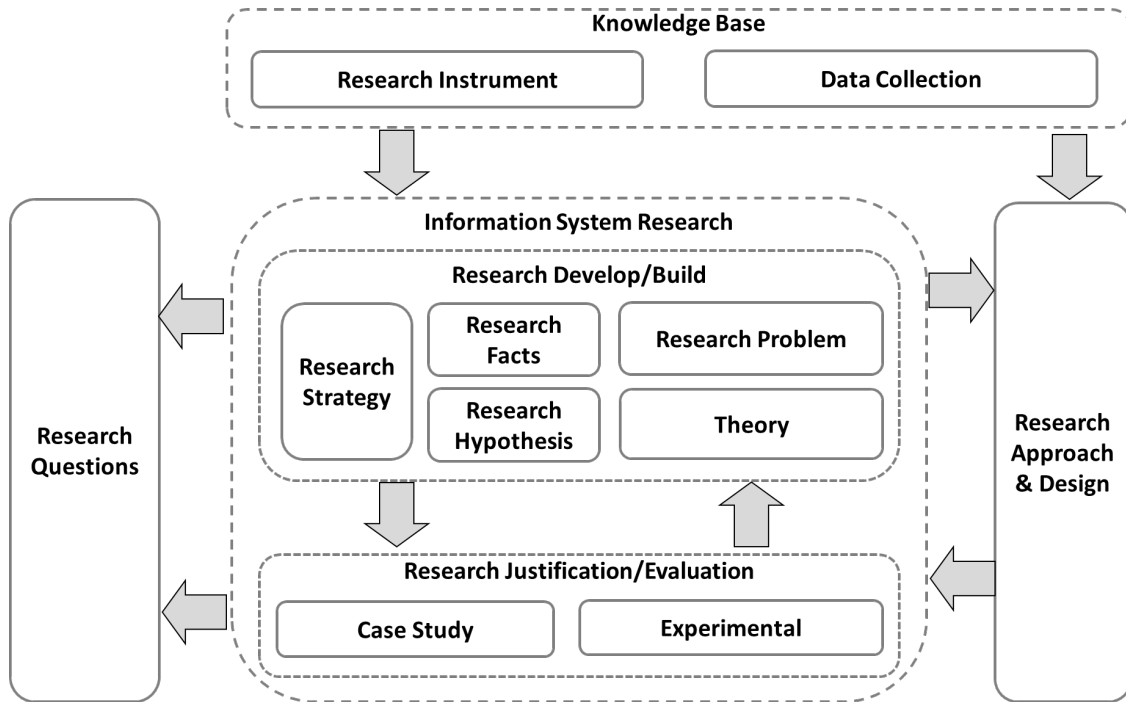 Knowledge Base
Research Instrument
Data Collection
Information System Research
Research Develop/Build
Research
Strategy
Research
Facts
Research Problem
Research
Hypothesis
Theory
Research
Questions
Research
Approach
& Design
Research Justification/Evaluation
Case Study
Experimental